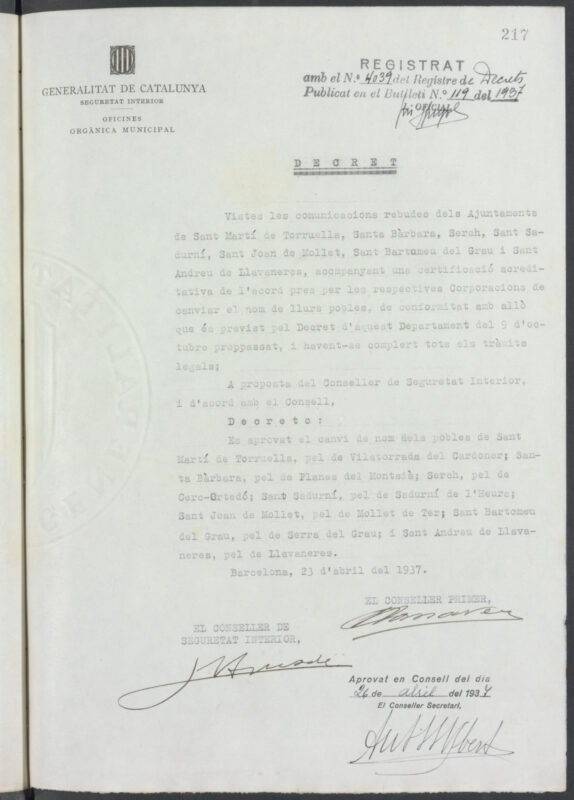 217
GENERALITAT DE CATALUNYA
SEGURETAT INTERIOR
OFICINES
ORGÀNICA MUNICIPAL
REGISTRAT
amb el N.º 4039 del Registre de Decrets
Publicat en el Butlletí N.º 119 del 1937
OFICIAL
DECRET
Vistes les comunicacions rebudes dels Ajuntaments
de Sant Martí de Torruella, Santa Bàrbara, Serch, Sant Sa-
durní, Sant Joan de Mollet, Sant Bartomeu del Grau i Sant
Andreu de Llavaneres, acompanyant una certificació acredi-
tativa de l'acord pres per les respectives Corporacions de
canviar el nom de llurs pobles, de conformitat amb allò
que és previst pel Decret d'aquest Departament del 9 d'oc-
tubre proppassat, i havent-se complert tots els tràmits
legals;
A proposta del Conseller de Seguretat Interior,
i d'acord amb el Consell,
Decreto:
Es aprovat el canvi de nom dels pobles de Sant
Martí de Torruella, pel de Vilatorrada del Cardoner; San-
ta Bàrbara, pel de Planes del Montsià; Serch, pel de
Cerc-Ortedó; Sant Sadurní, pel de Sadurní de l'Heura;
Sant Joan de Mollet, pel de Mollet de Ter; Sant Bartomeu
del Grau, pel de Serra del Grau; i Sant Andreu de Llava-
neres, pel de Llavaneres.
Barcelona, 23 d'abril del 1937.
EL CONSELLER PRIMER,
EL CONSELLER DE
SEGURETAT INTERIOR,
Aprovat en Consell del dia
26 de abril del 1937
El Conseller Secretari,